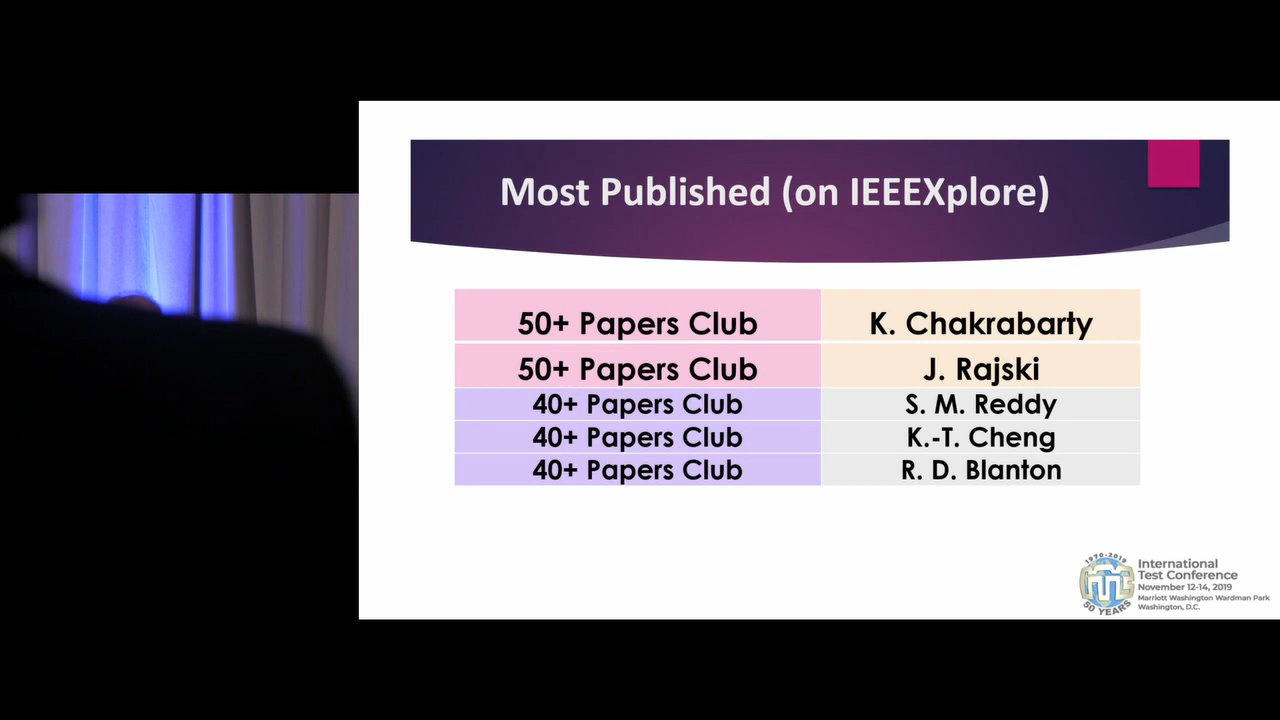 Most Published (on IEEEXplore)
50+ Papers Club K. Chakrabarty
50+ Papers Club J. Rajski
40+ Papers Club S. M. Reddy
40+ Papers Club K.-T. Cheng
40+ Papers Club R. D. Blanton
1970-2019
50 YEARS
International
Test Conference
November 12-14, 2019
Marriott Washington Wardman Park
Washington, D.C.